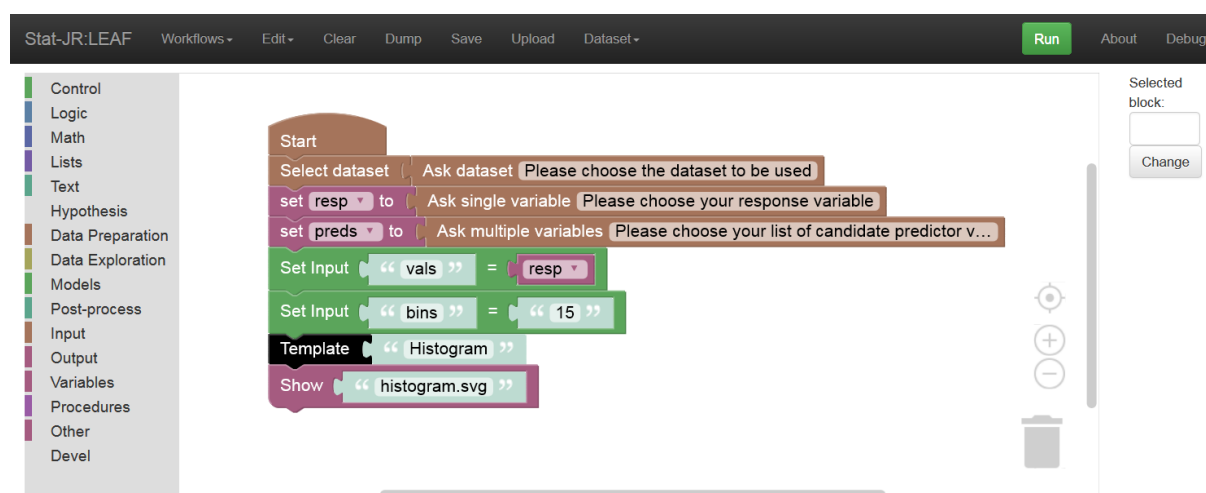 Stat-JR:LEAF Workflows Edit Clear Dump Save Upload Dataset Run About Debug
Control
Logic
Math
Lists
Text
Hypothesis
Data Preparation
Data Exploration
Models
Post-process
Input
Output
Variables
Procedures
Other
Devel
Start
Select dataset Ask dataset Please choose the dataset to be used
set resp to Ask single variable Please choose your response variable
set preds to Ask multiple variables Please choose your list of candidate predictor v...
Set Input “ vals ” = resp
Set Input “ bins ” = “ 15 ”
Template “ Histogram ”
Show “ histogram.svg ”
Selected
block:
Change